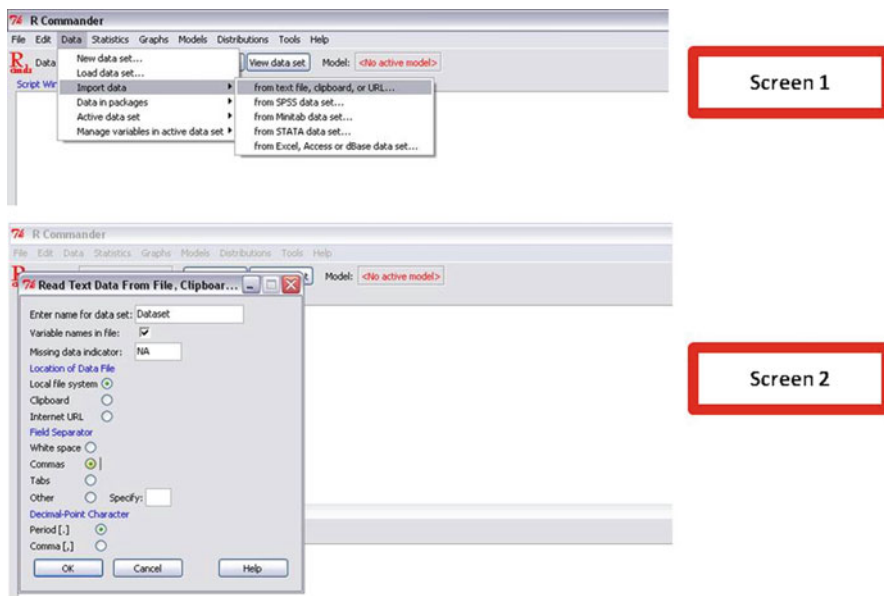 R Commander
File Edit Data Statistics Graphs Models Distributions Tools Help
Data
New data set...
View data set
Model: <No active model>
Load data set...
Import data
from text file, clipboard, or URL...
Data in packages
from SPSS data set...
Active data set
from Minitab data set...
Manage variables in active data set
from STATA data set...
from Excel, Access or dBase data set...
Script Wir
Screen 1
R Commander
File Edit Data Statistics Graphs Models Distributions Tools Help
Model: <No active model>
Read Text Data From File, Clipboar...
Enter name for data set: Dataset
Variable names in file:
Missing data indicator: NA
Location of Data File
Local file system
Clipboard
Internet URL
Field Separator
White space
Commas
Tabs
Other Specify:
Decimal-Point Character
Period [.]
Comma [,]
OK Cancel Help
Screen 2